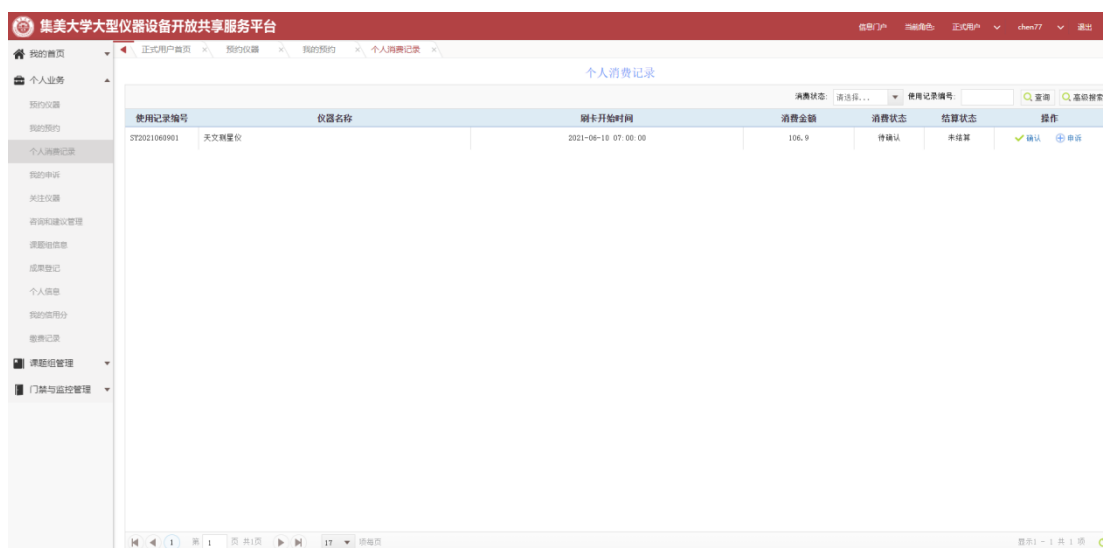 集美大学大型仪器设备开放共享服务平台
信息门户 当前角色: 正式用户 chen77 退出
我的首页
正式用户首页 × 预约仪器 × 我的预约 × 个人消费记录 ×
个人业务
预约仪器
我的预约
个人消费记录
我的申诉
关注仪器
咨询和建议管理
课题组信息
成果登记
个人信息
我的信用分
缴费记录
课题组管理
门禁与监控管理
个人消费记录
消费状态: 请选择... 使用记录编号: 查询 高级搜索
使用记录编号 仪器名称 刷卡开始时间 消费金额 消费状态 结算状态 操作
ST2021060901 天文测星仪 2021-06-10 07:00:00 106.9 待确认 未结算 确认 申诉
1 第 1 页 共1页 17 项每页 显示1 - 1 共 1 项